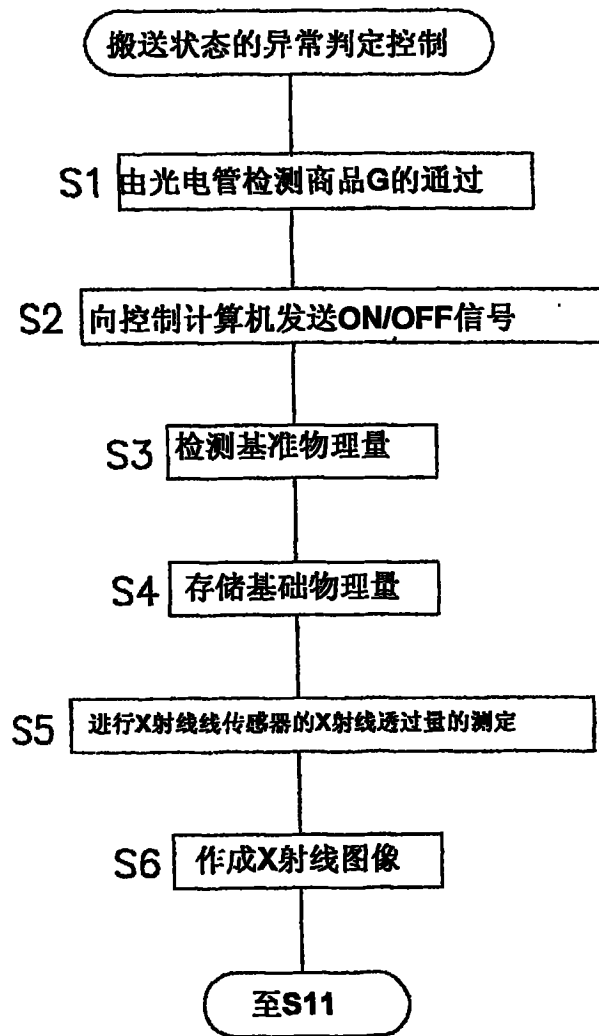 搬送状态的异常判定控制
S1 由光电管检测商品G的通过
S2 向控制计算机发送ON/OFF信号
S3 检测基准物理量
S4 存储基础物理量
S5 进行X射线线传感器的X射线透过量的测定
S6 作成X射线图像
至S11